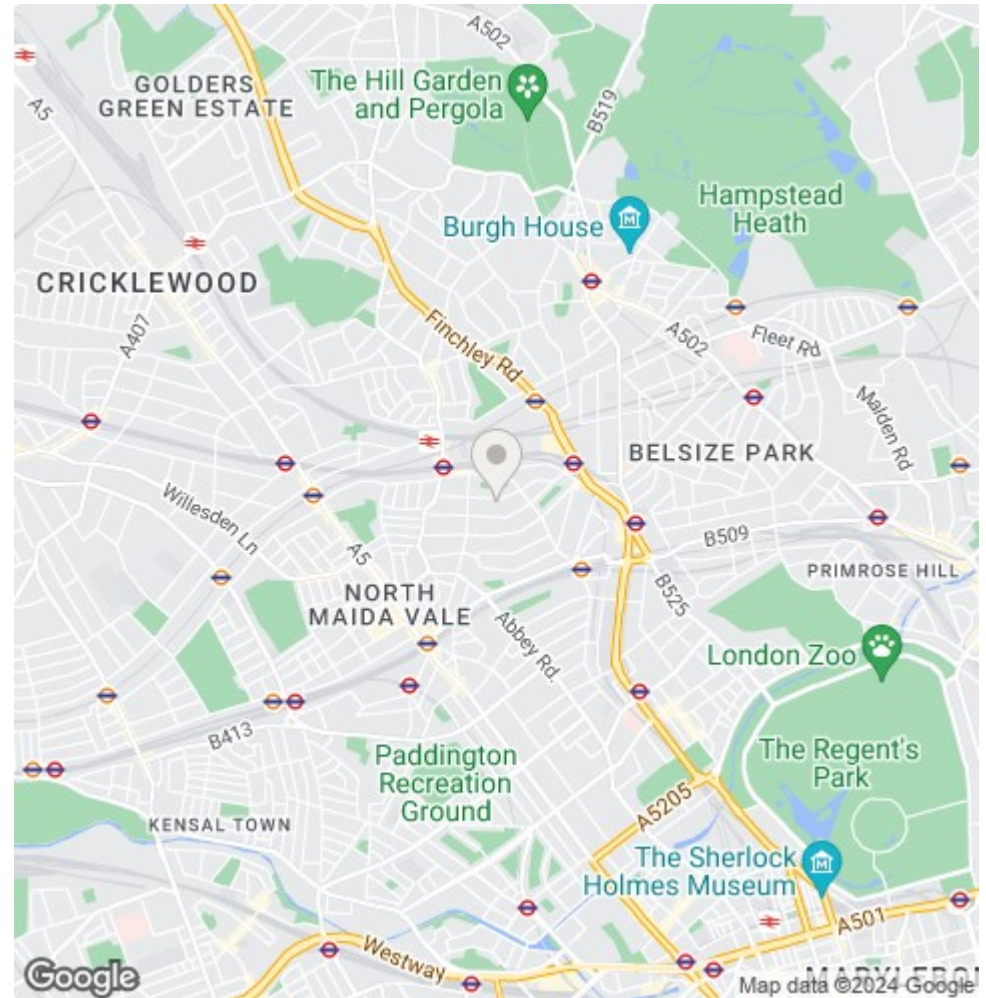 A502
GOLDERS
GREEN ESTATE
The Hill Garden
and Pergola
A5
B519
Hampstead
Heath
Burgh House
CRICKLEWOOD
A407
Finchley Rd
A502
Fleet Rd
Malden Rd
BELSIZE PARK
Willesden Ln
A5
B509
PRIMROSE HILL
NORTH
MAIDA VALE
B525
Abbey Rd.
London Zoo
B413
The Regent's
Park
Paddington
Recreation
Ground
A5205
KENSAL TOWN
The Sherlock
Holmes Museum
A501
Westway
Google
Map data ©2024 Google